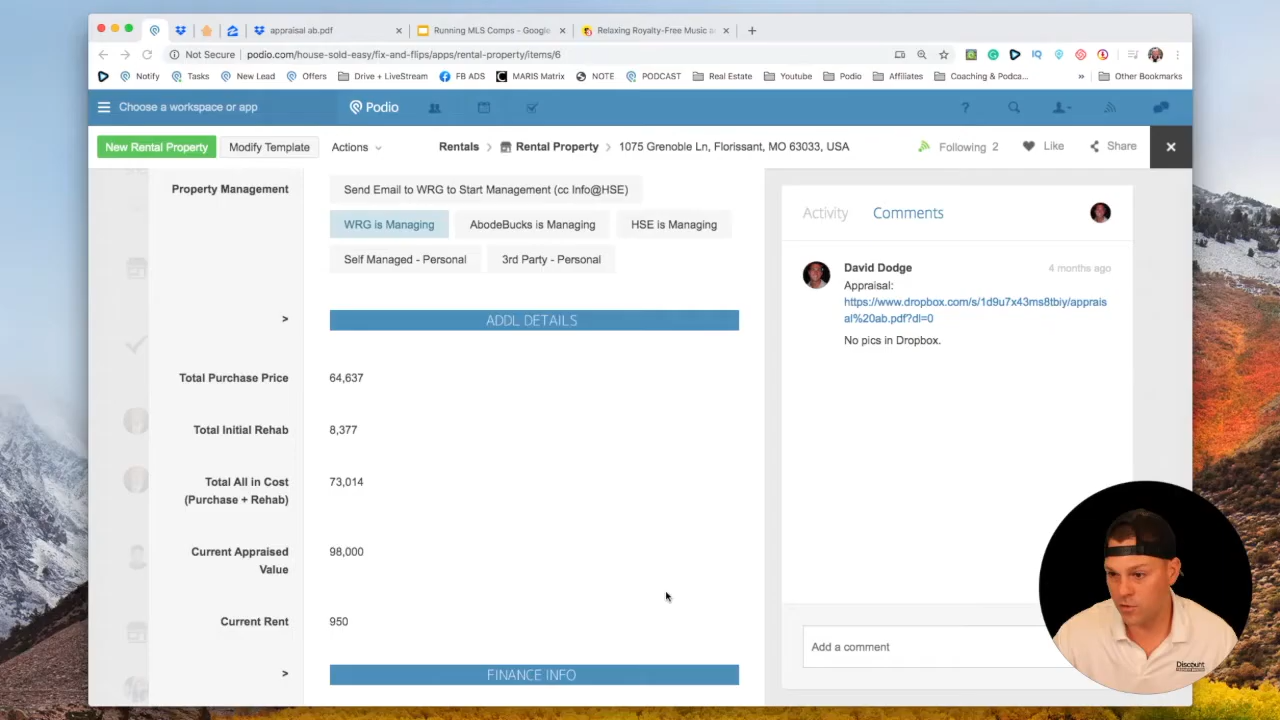 appraisal ab.pdf
Running MLS Comps - Google
Relaxing Royalty-Free Music a
Not Secure
podio.com/house-sold-easy/fix-and-flips/apps/rental-property/items/6
Notify
Tasks
New Lead
Offers
Drive + LiveStream
FB ADS
MARIS Matrix
NOTE
PODCAST
Real Estate
Youtube
Podio
Affiliates
Coaching & Podca...
»
Other Bookmarks
Choose a workspace or app
Podio
New Rental Property
Modify Template
Actions
Rentals
Rental Property
1075 Grenoble Ln, Florissant, MO 63033, USA
Following 2
Like
Share
Property Management
Send Email to WRG to Start Management (cc Info@HSE)
WRG is Managing
AbodeBucks is Managing
HSE is Managing
Self Managed - Personal
3rd Party - Personal
>
ADDL DETAILS
Total Purchase Price
64,637
Total Initial Rehab
8,377
Total All in Cost
(Purchase + Rehab)
73,014
Current Appraised
Value
98,000
Current Rent
950
>
FINANCE INFO
Activity
Comments
David Dodge
4 months ago
Appraisal:
https://www.dropbox.com/s/1d9u7x43ms8tbiy/apprais
al%20ab.pdf?dl=0
No pics in Dropbox.
Add a comment
Discount